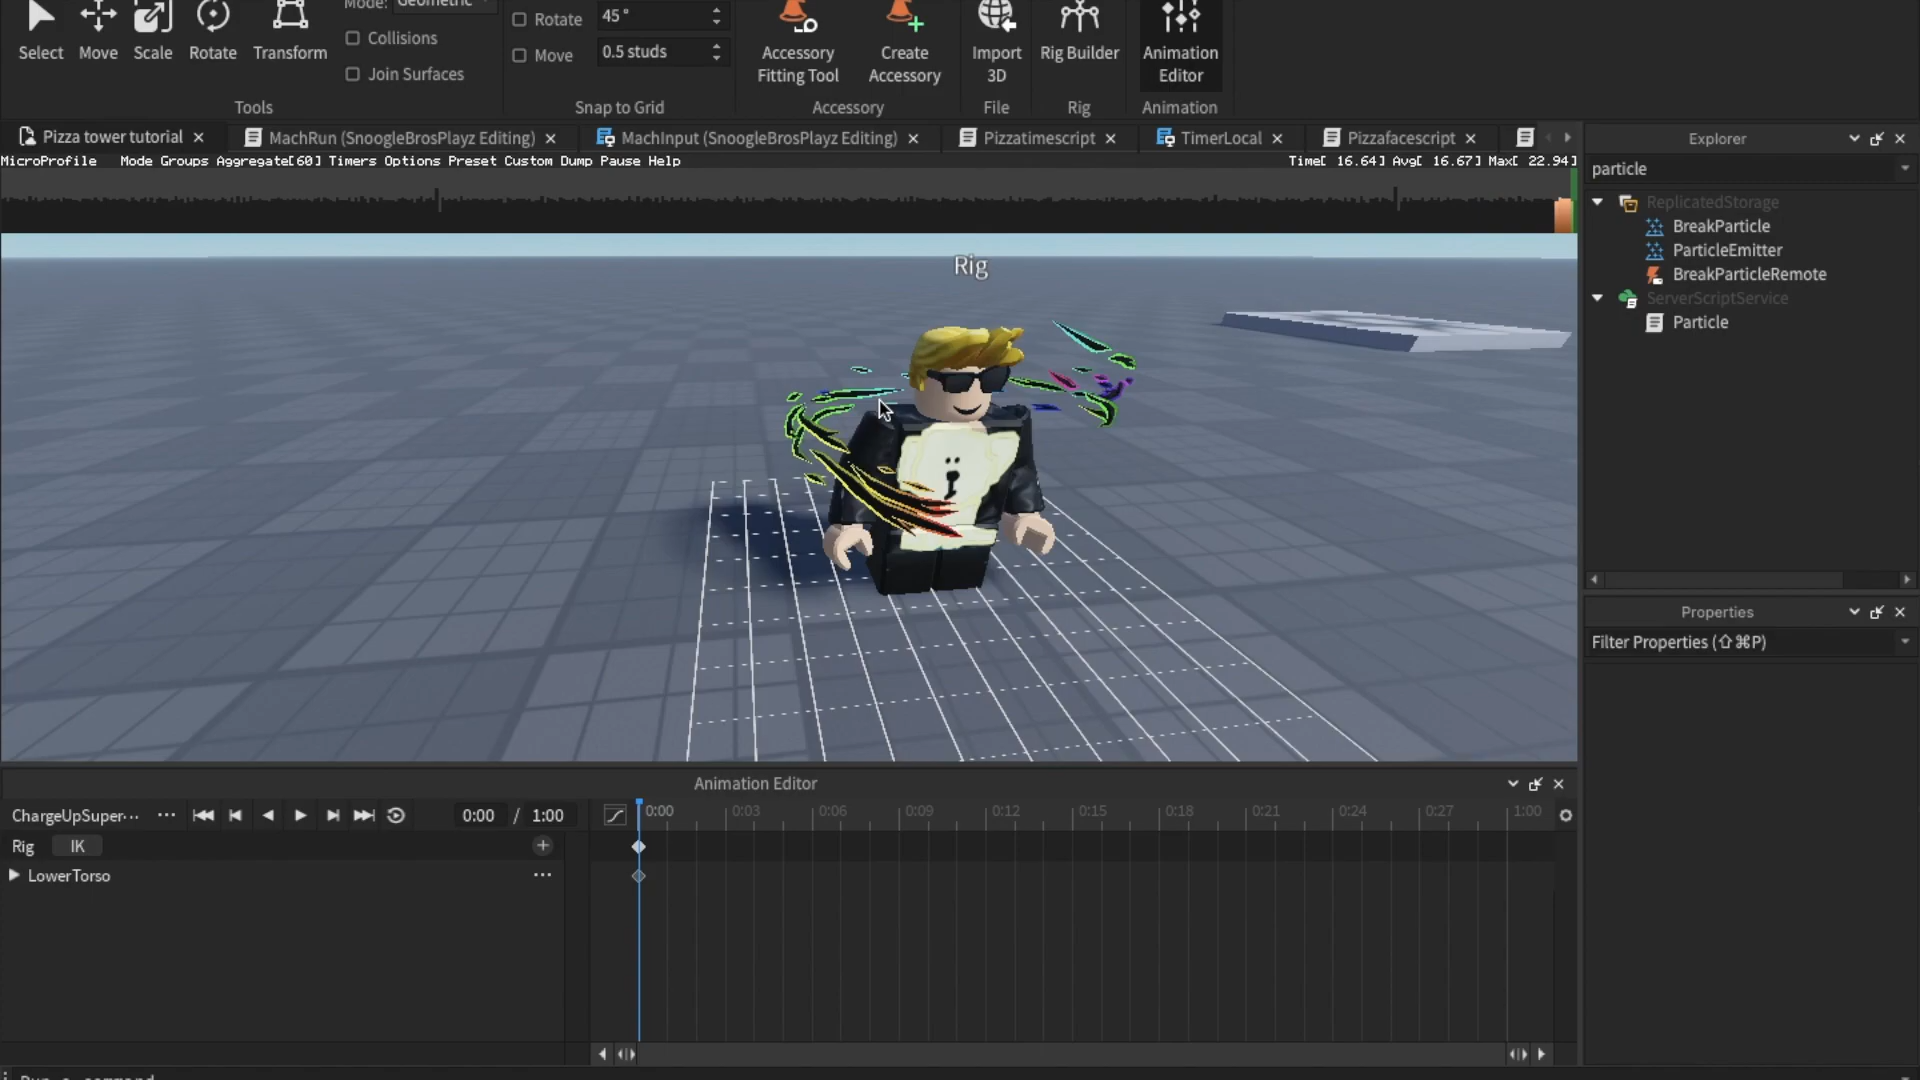 Mode: Geometric
Select
Move
Scale
Rotate
Transform
Collisions
Join Surfaces
Rotate
45 °
Move
0.5 studs
Accessory
Fitting Tool
Create
Accessory
Import
3D
Rig Builder
Animation
Editor
Tools
Snap to Grid
Accessory
File
Rig
Animation
Pizza tower tutorial
MachRun (SnoogleBrosPlayz Editing)
MachInput (SnoogleBrosPlayz Editing)
Pizzatimescript
TimerLocal
Pizzafacescript
MicroProfile Mode Groups Aggregate[60] Timers Options Preset Custom Dump Pause Help
Time[ 16.64] Avg[ 16.67] Max[ 22.94]
Rig
Explorer
particle
ReplicatedStorage
BreakParticle
ParticleEmitter
BreakParticleRemote
ServerScriptService
Particle
Properties
Filter Properties (⇧⌘P)
Animation Editor
ChargeUpSuper...
0:00 / 1:00
0:00 0:03 0:06 0:09 0:12 0:15 0:18 0:21 0:24 0:27 1:00
Rig IK
LowerTorso
Run a command